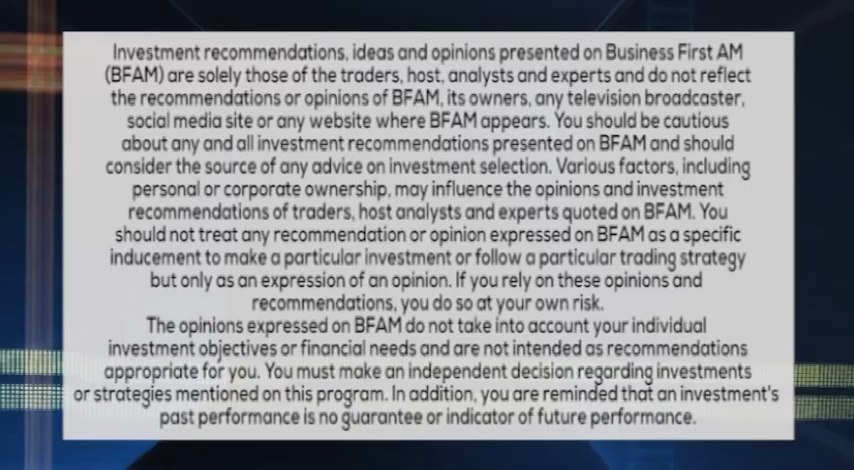 Investment recommendations, ideas and opinions presented on Business First AM
(BFAM) are solely those of the traders, host, analysts and experts and do not reflect
the recommendations or opinions of BFAM, its owners, any television broadcaster,
social media site or any website where BFAM appears. You should be cautious
about any and all investment recommendations presented on BFAM and should
consider the source of any advice on investment selection. Various factors, including
personal or corporate ownership, may influence the opinions and investment
recommendations of traders, host analysts and experts quoted on BFAM. You
should not treat any recommendation or opinion expressed on BFAM as a specific
inducement to make a particular investment or follow a particular trading strategy
but only as an expression of an opinion. If you rely on these opinions and
recommendations, you do so at your own risk.
The opinions expressed on BFAM do not take into account your individual
investment objectives or financial needs and are not intended as recommendations
appropriate for you. You must make an independent decision regarding investments
or strategies mentioned on this program. In addition, you are reminded that an investment's
past performance is no guarantee or indicator of future performance.